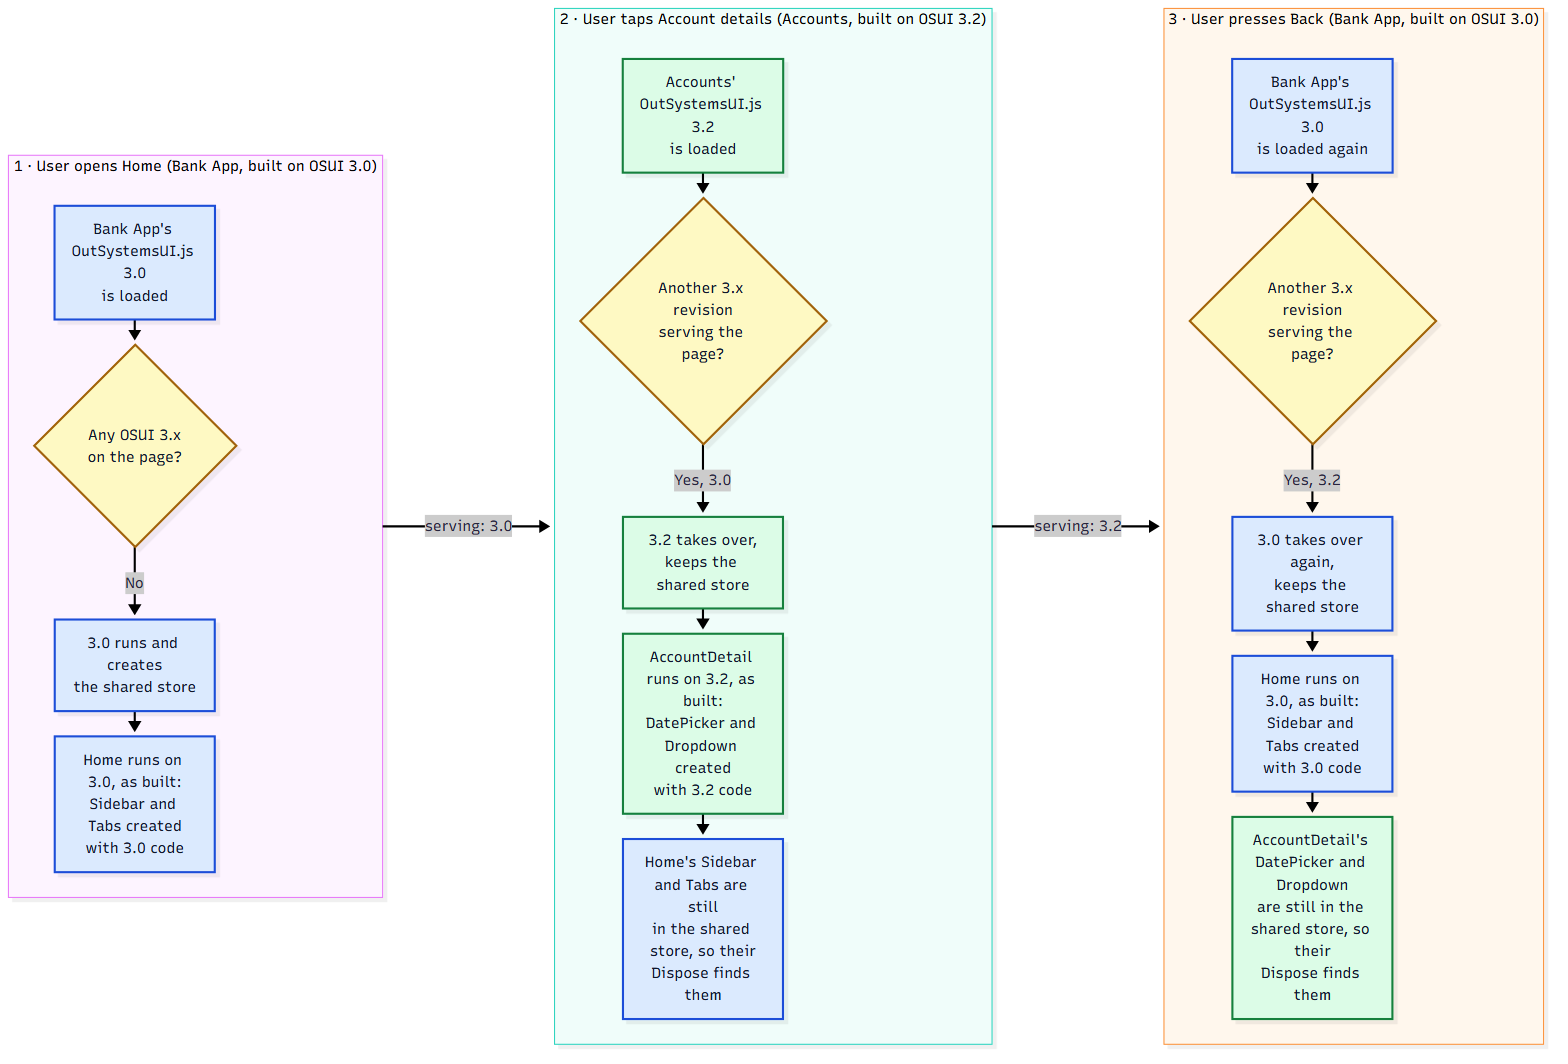 1 · User opens Home (Bank App, built on OSUI 3.0)
Bank App's
OutSystemsUI.js
3.0
is loaded
Any OSUI 3.x
on the page?
No
3.0 runs and
creates
the shared store
Home runs on
3.0, as built:
Sidebar and
Tabs created
with 3.0 code
serving: 3.0
2 · User taps Account details (Accounts, built on OSUI 3.2)
Accounts'
OutSystemsUI.js
3.2
is loaded
Another 3.x
revision
serving the
page?
Yes, 3.0
3.2 takes over,
keeps the
shared store
AccountDetail
runs on 3.2, as
built:
DatePicker and
Dropdown
created
with 3.2 code
Home's Sidebar
and Tabs are
still
in the shared
store, so their
Dispose finds
them
serving: 3.2
3 · User presses Back (Bank App, built on OSUI 3.0)
Bank App's
OutSystemsUI.js
3.0
is loaded again
Another 3.x
revision
serving the
page?
Yes, 3.2
3.0 takes over
again,
keeps the
shared store
Home runs on
3.0, as built:
Sidebar and
Tabs created
with 3.0 code
AccountDetail's
DatePicker and
Dropdown
are still in the
shared store, so
their
Dispose finds
them